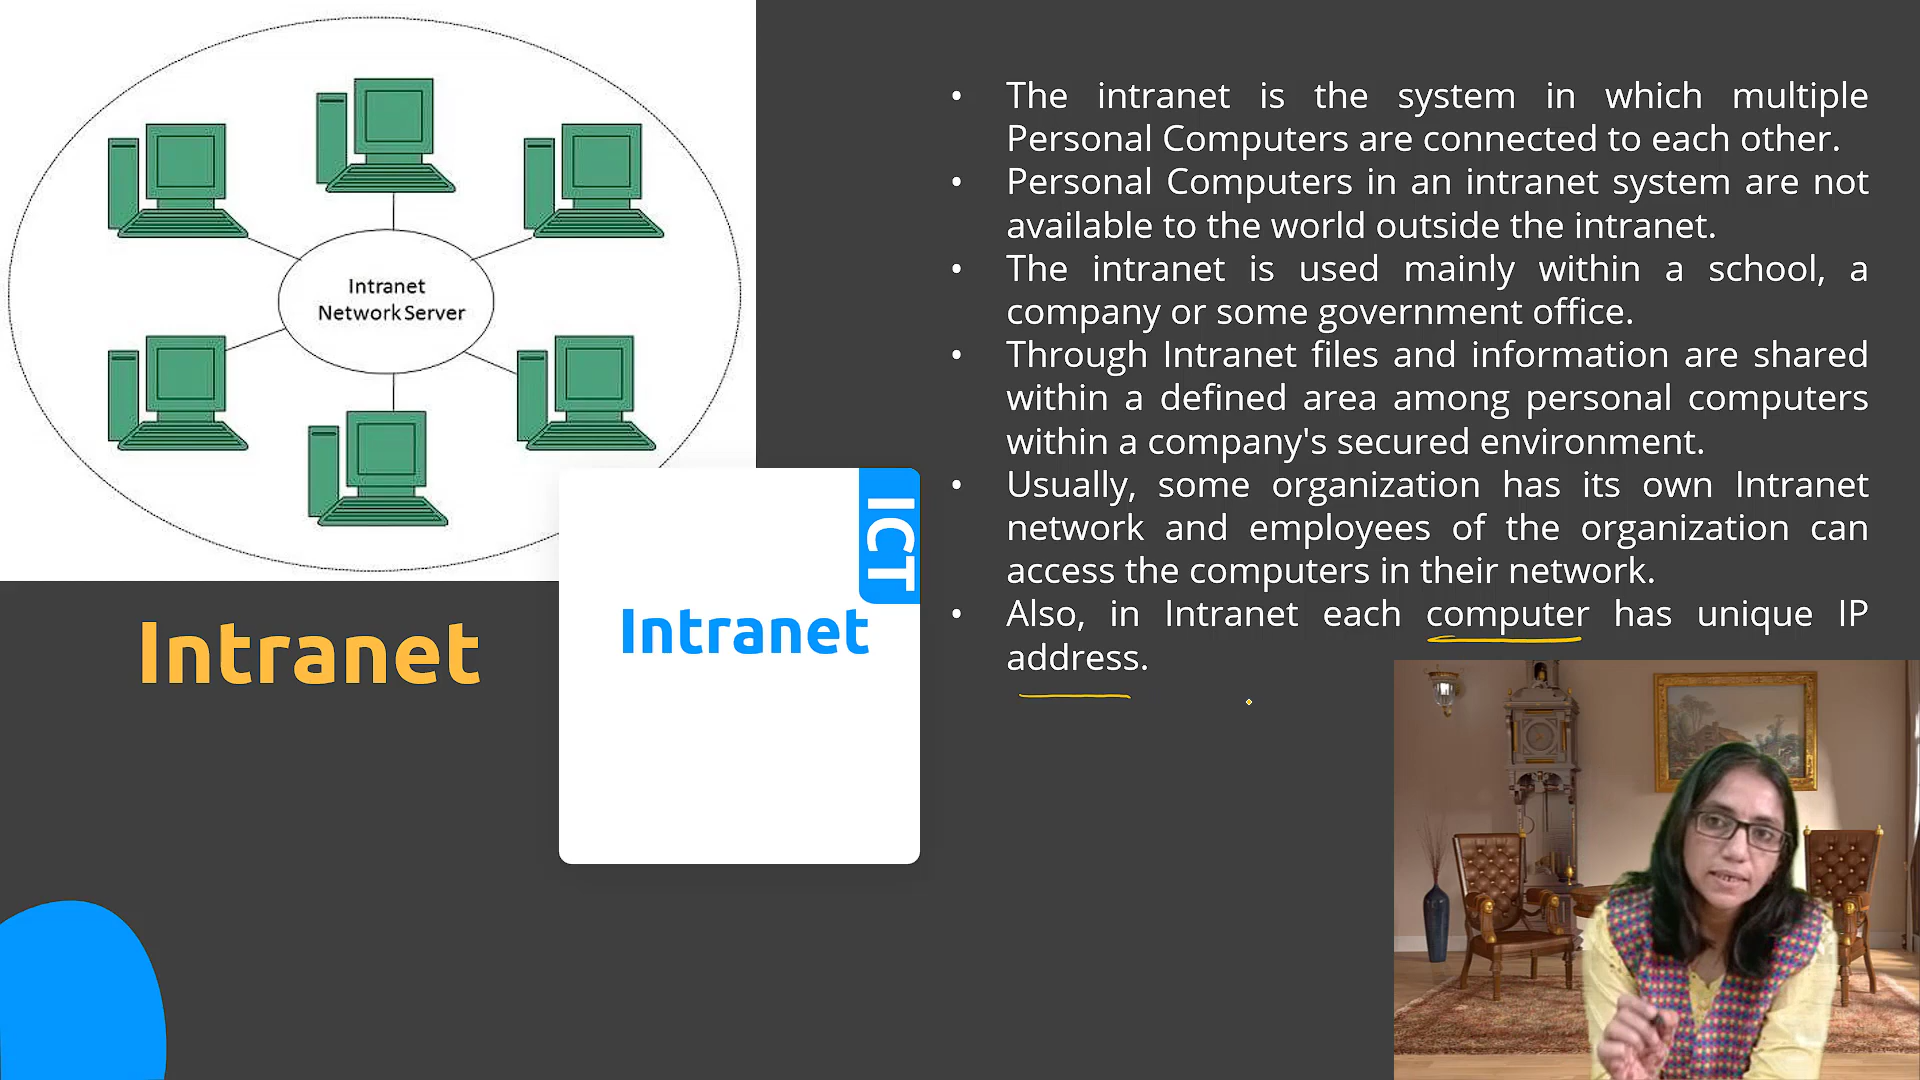 Intranet
Network Server
Intranet
ICT
Intranet
• The intranet is the system in which multiple
Personal Computers are connected to each other.
• Personal Computers in an intranet system are not
available to the world outside the intranet.
• The intranet is used mainly within a school, a
company or some government office.
• Through Intranet files and information are shared
within a defined area among personal computers
within a company's secured environment.
• Usually, some organization has its own Intranet
network and employees of the organization can
access the computers in their network.
• Also, in Intranet each computer has unique IP
address.